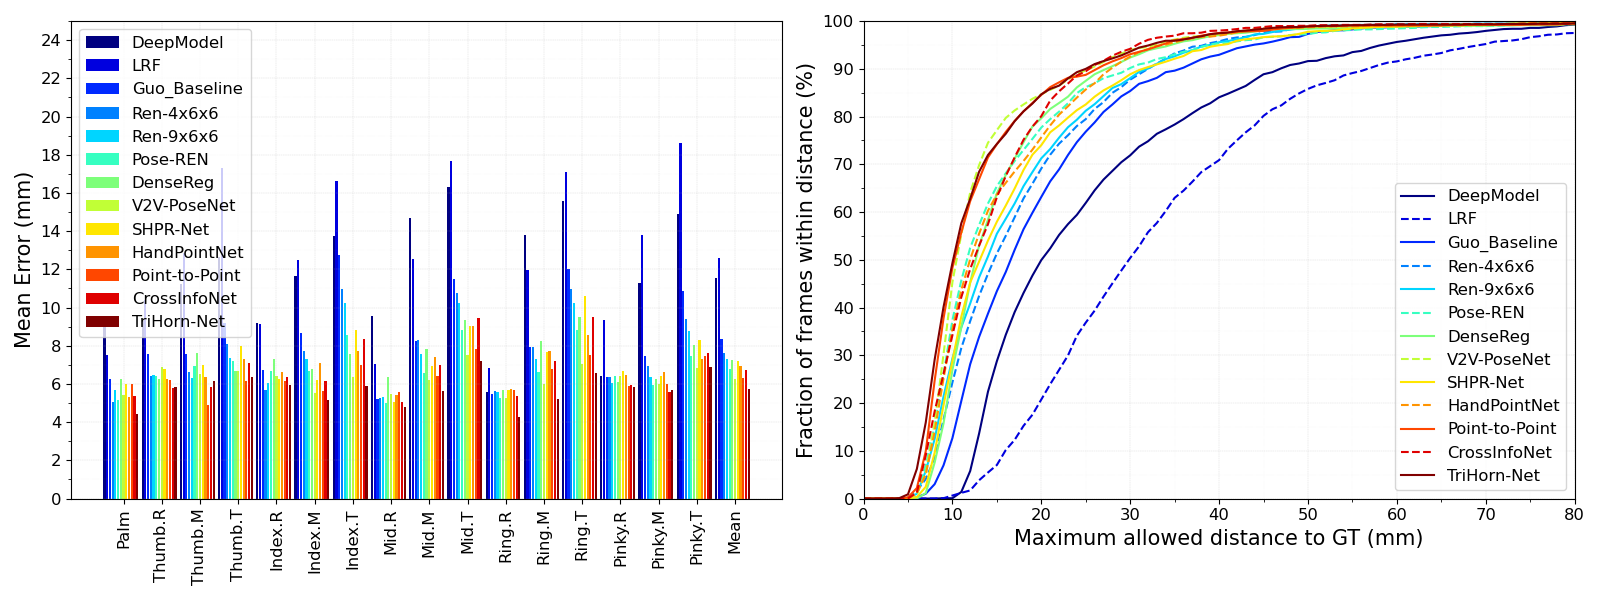 Mean Error (mm)
24
22
20
18
16
14
12
10
8
6
4
2
0
DeepModel
LRF
Guo_Baseline
Ren-4x6x6
Ren-9x6x6
Pose-REN
DenseReg
V2V-PoseNet
SHPR-Net
HandPointNet
Point-to-Point
CrossInfoNet
TriHorn-Net
Palm
Thumb.R
Thumb.M
Thumb.T
Index.R
Index.M
Index.T
Mid.R
Mid.M
Mid.T
Ring.R
Ring.M
Ring.T
Pinky.R
Pinky.M
Pinky.T
Mean
Fraction of frames within distance (%)
100
90
80
70
60
50
40
30
20
10
0
DeepModel
LRF
Guo_Baseline
Ren-4x6x6
Ren-9x6x6
Pose-REN
DenseReg
V2V-PoseNet
SHPR-Net
HandPointNet
Point-to-Point
CrossInfoNet
TriHorn-Net
0 10 20 30 40 50 60 70 80
Maximum allowed distance to GT (mm)